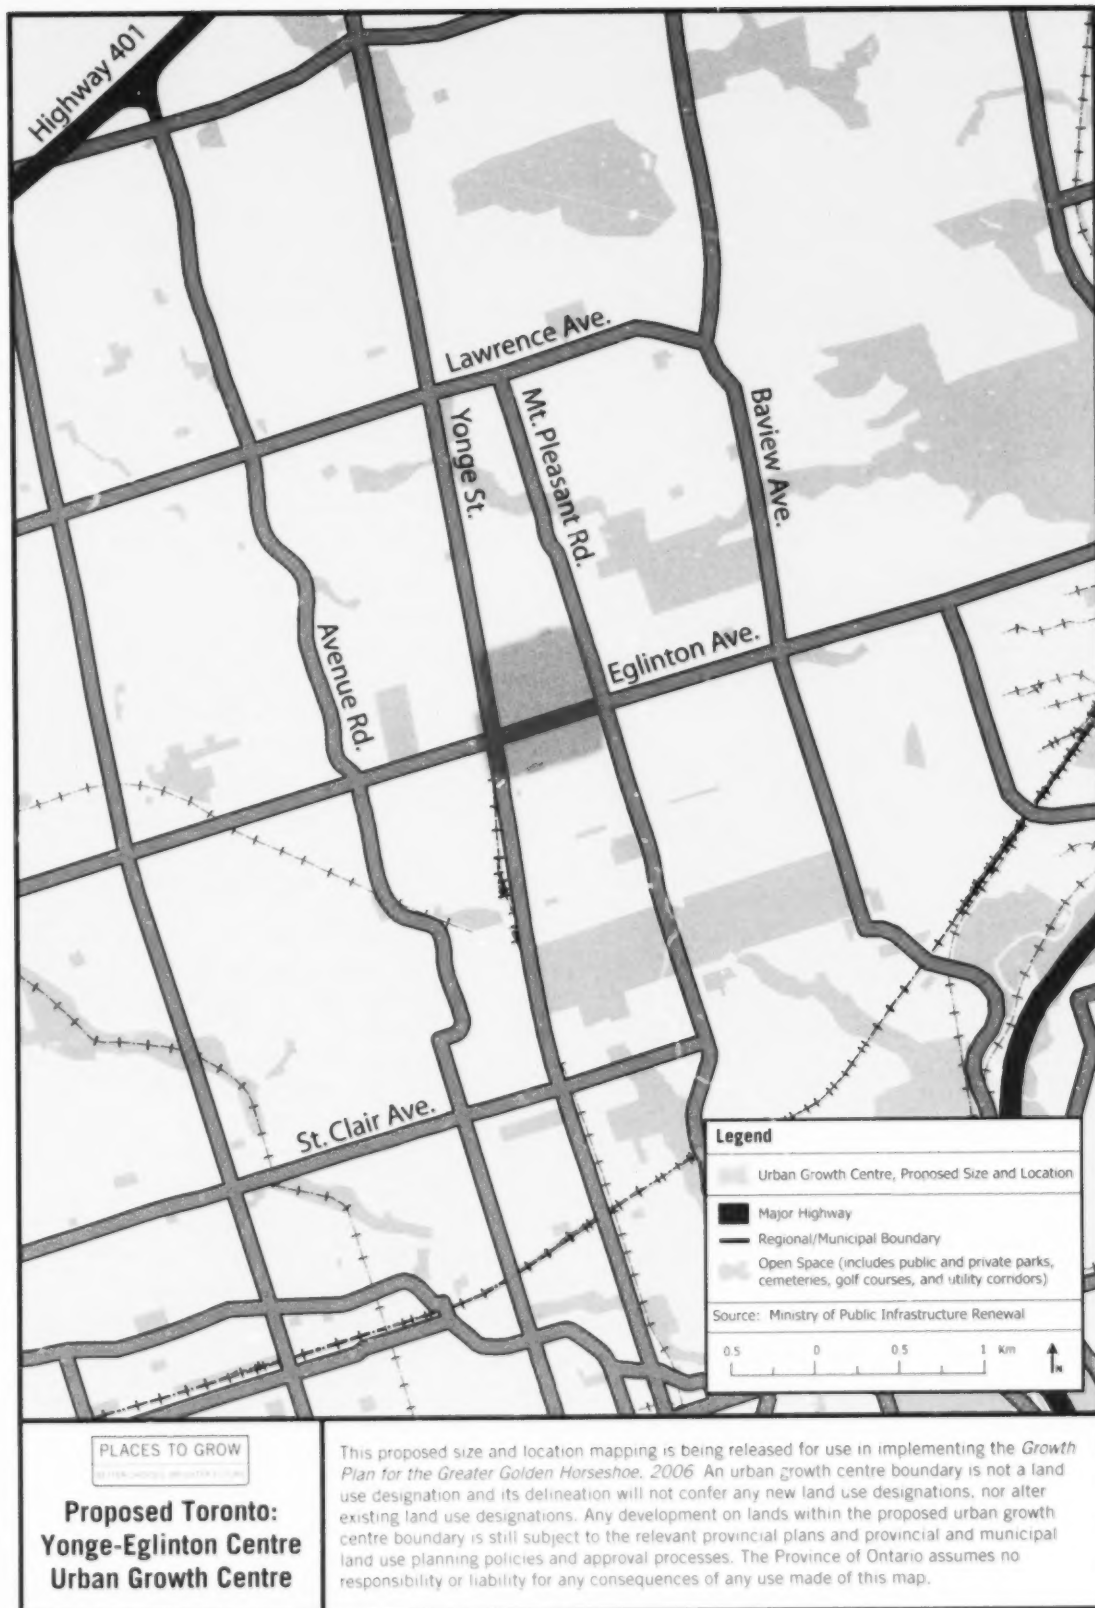 Highway 401
Lawrence Ave.
Yonge St.
Mt. Pleasant Rd.
Baview Ave.
Avenue Rd.
Eglinton Ave.
St. Clair Ave.
Legend
Urban Growth Centre, Proposed Size and Location
Major Highway
Regional/Municipal Boundary
Open Space (includes public and private parks,
cemeteries, golf courses, and utility corridors)
Source: Ministry of Public Infrastructure Renewal
0.5 0 0.5 1 km
N
PLACES TO GROW
Proposed Toronto:
Yonge-Eglinton Centre
Urban Growth Centre
This proposed size and location mapping is being released for use in implementing the Growth
Plan for the Greater Golden Horseshoe, 2006. An urban growth centre boundary is not a land
use designation and its delineation will not confer any new land use designations, nor alter
existing land use designations. Any development on lands within the proposed urban growth
centre boundary is still subject to the relevant provincial plans and provincial and municipal
land use planning policies and approval processes. The Province of Ontario assumes no
responsibility or liability for any consequences of any use made of this map.